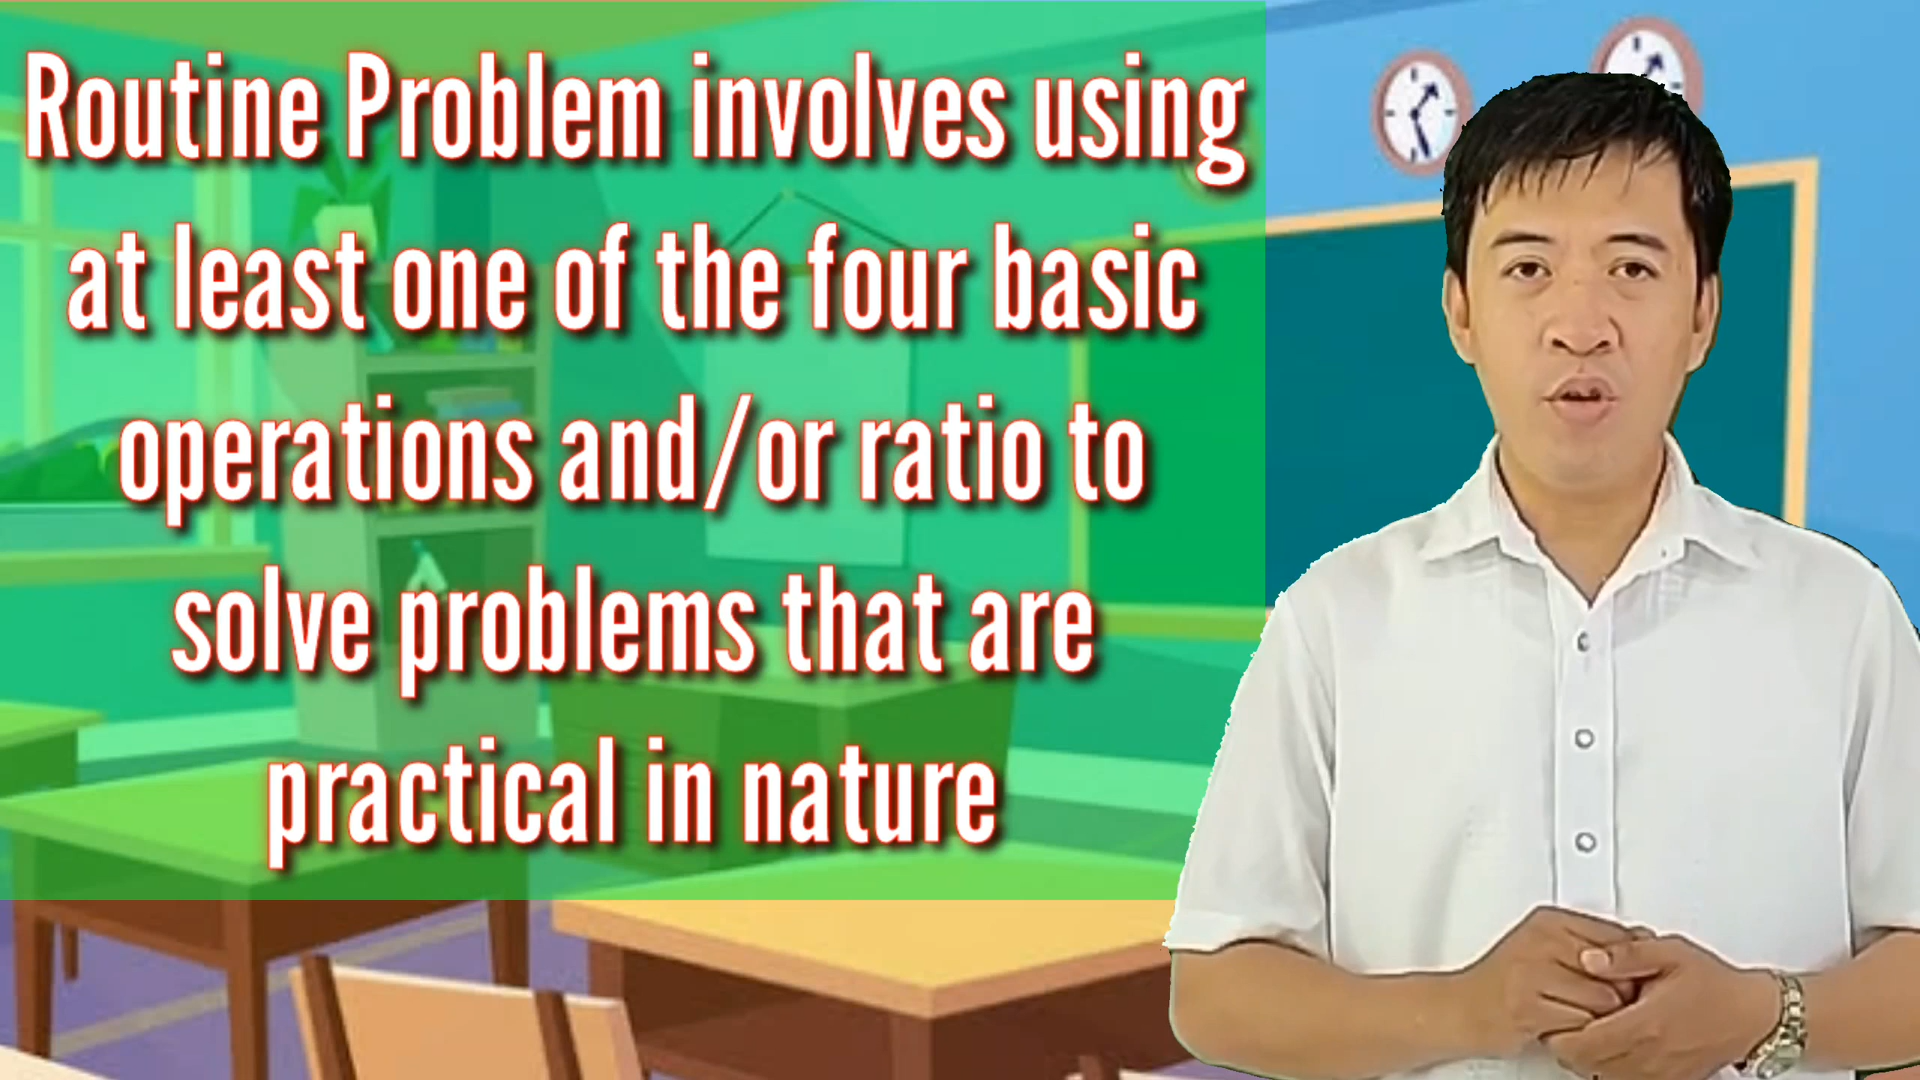 Routine Problem involves using
at least one of the four basic
operations and/or ratio to
solve problems that are
practical in nature